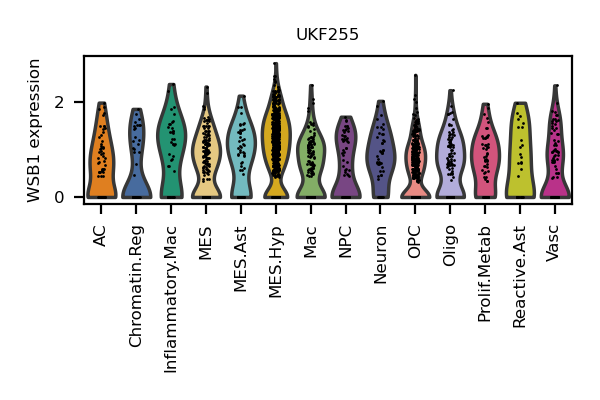 UKF255
WSB1 expression
2
0
AC
Chromatin.Reg
Inflammatory.Mac
MES
MES.Ast
MES.Hyp
Mac
NPC
Neuron
OPC
Oligo
Prolif.Metab
Reactive.Ast
Vasc